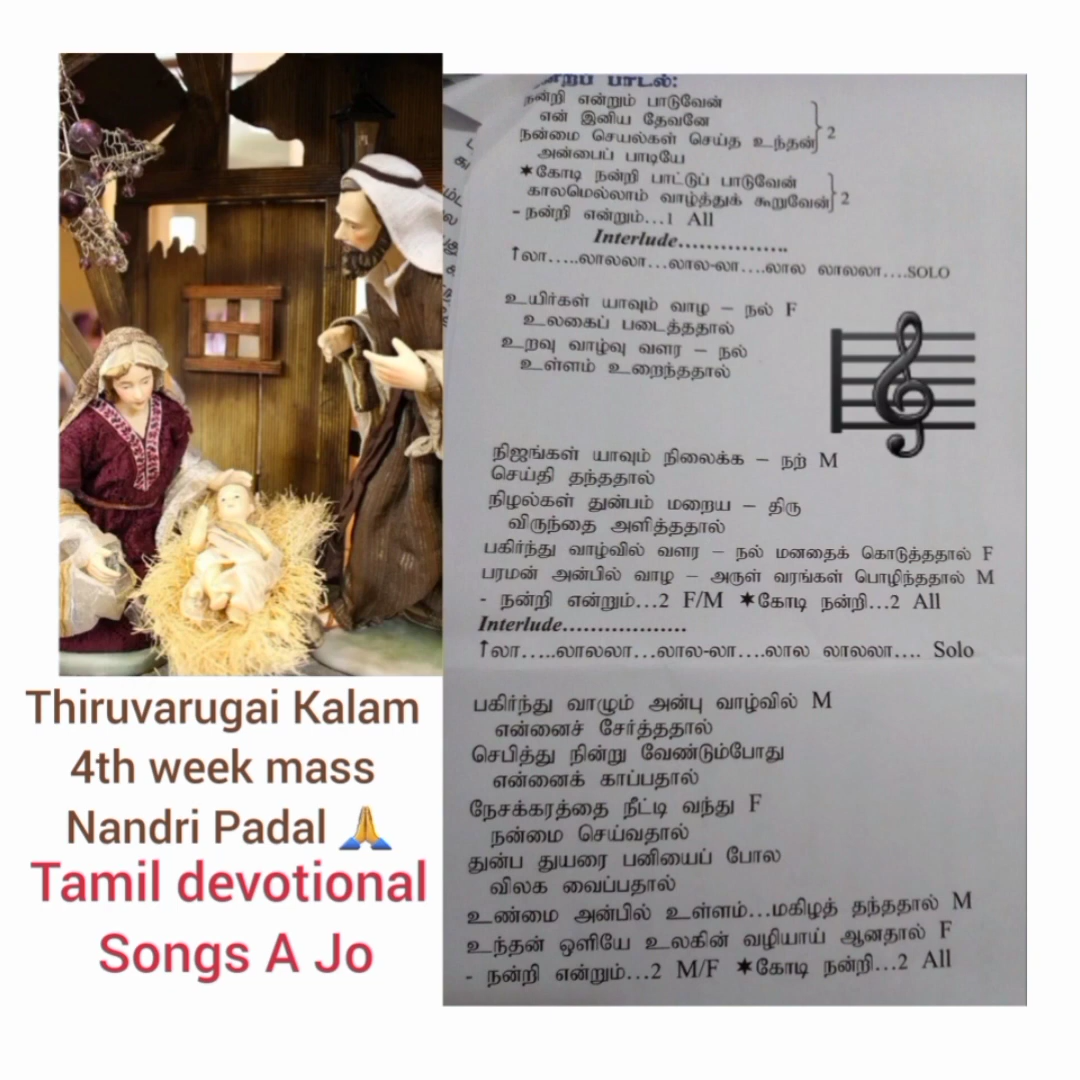 Thiruvarugai Kalam
4th week mass
Nandri Padal 🙏
Tamil devotional
Songs A Jo
பாடல்:
நன்றி என்றும் பாடுவேன்
என் இனிய தேவனே
நன்மை செயல்கள் செய்த உந்தன் } 2
அன்பைப் பாடியே
✶கோடி நன்றி பாட்டுப் பாடுவேன்
காலமெல்லாம் வாழ்த்துக் கூறுவேன் } 2
- நன்றி என்றும்...1 All
Interlude................
↑லா.....லாலலா...லால-லா....லால லாலலா....SOLO
உயிர்கள் யாவும் வாழ – நல் F
உலகைப் படைத்ததால்
உறவு வாழ்வு வளர – நல்
உள்ளம் உறைந்ததால்
நிஜங்கள் யாவும் நிலைக்க – நற் M
செய்தி தந்ததால்
நிழல்கள் துன்பம் மறைய – திரு
விருந்தை அளித்ததால்
பகிர்ந்து வாழ்வில் வளர – நல் மனதைக் கொடுத்ததால் F
பரமன் அன்பில் வாழ – அருள் வரங்கள் பொழிந்ததால் M
- நன்றி என்றும்...2 F/M ✶கோடி நன்றி...2 All
Interlude..................
↑லா.....லாலலா...லால-லா....லால லாலலா.... Solo
பகிர்ந்து வாழும் அன்பு வாழ்வில் M
என்னைச் சேர்த்ததால்
செபித்து நின்று வேண்டும்போது
என்னைக் காப்பதால்
நேசக்கரத்தை நீட்டி வந்து F
நன்மை செய்வதால்
துன்ப துயரை பனியைப் போல
விலக வைப்பதால்
உண்மை அன்பில் உள்ளம்...மகிழத் தந்ததால் M
உந்தன் ஒளியே உலகின் வழியாய் ஆனதால் F
- நன்றி என்றும்...2 M/F ✶கோடி நன்றி...2 All